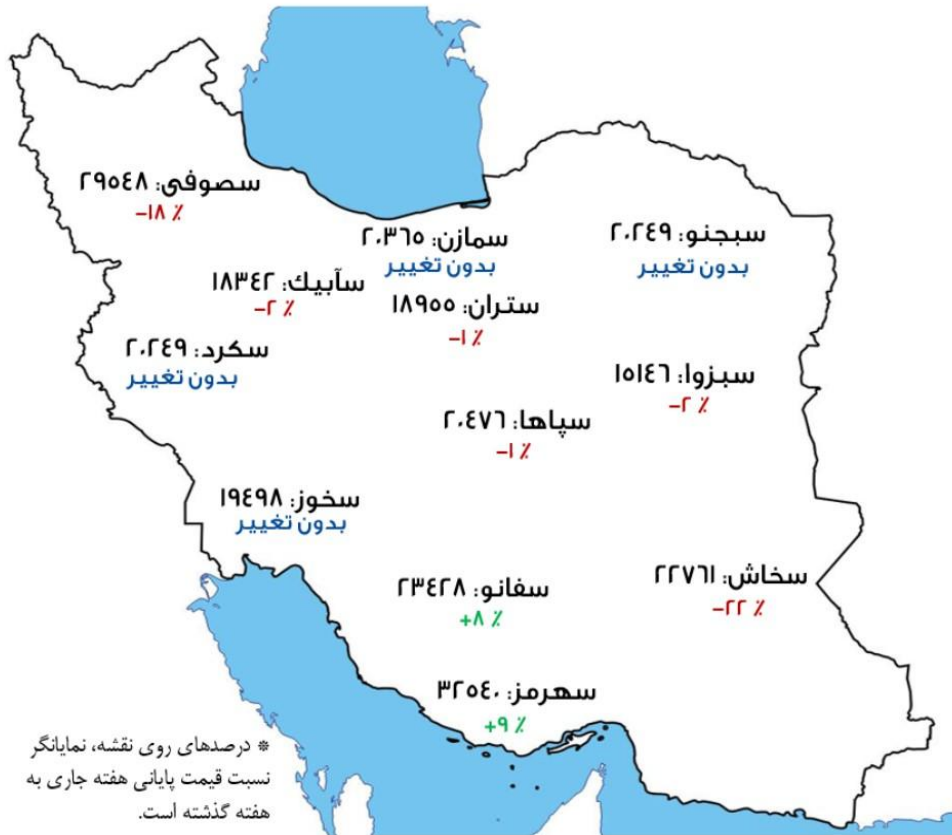 سصوفی: ۲۹۵۴۸
-۱۸ ٪
سمازن: ۲۰۳۶۵
بدون تغییر
سبجنو: ۲۰۲۴۹
بدون تغییر
سآبیك: ۱۸۳۴۲
-۲ ٪
ستران: ۱۸۹۵۵
-۱ ٪
سکرد: ۲۰۲۴۹
بدون تغییر
سبزوا: ۱۵۱۴۶
-۲ ٪
سپاها: ۲۰۴۷۶
-۱ ٪
سخوز: ۱۹۴۹۸
بدون تغییر
سفانو: ۲۳۴۲۸
+۸ ٪
سخاش: ۲۲۷۶۱
-۲۲ ٪
سهرمز: ۳۲۵۴۰
+۹ ٪
* درصدهای روی نقشه، نمایانگر
نسبت قیمت پایانی هفته جاری به
هفته گذشته است.